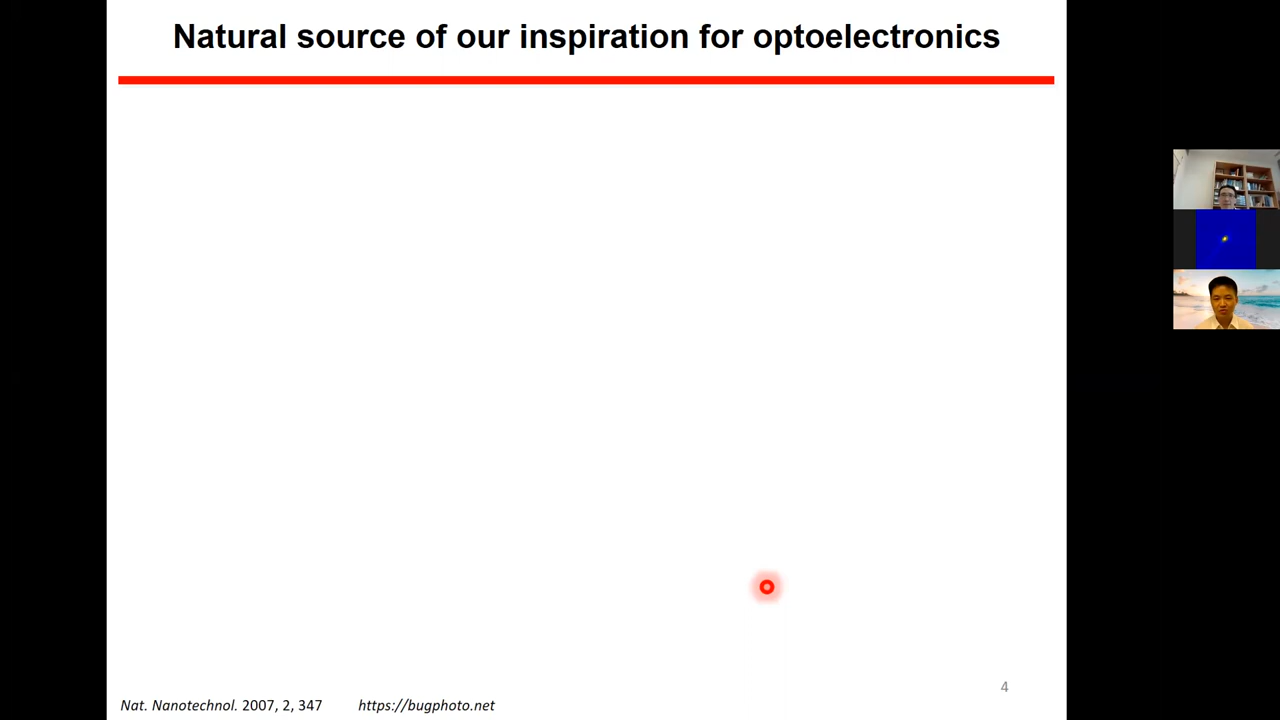 Natural source of our inspiration for optoelectronics
4
Nat. Nanotechnol. 2007, 2, 347 https://bugphoto.net